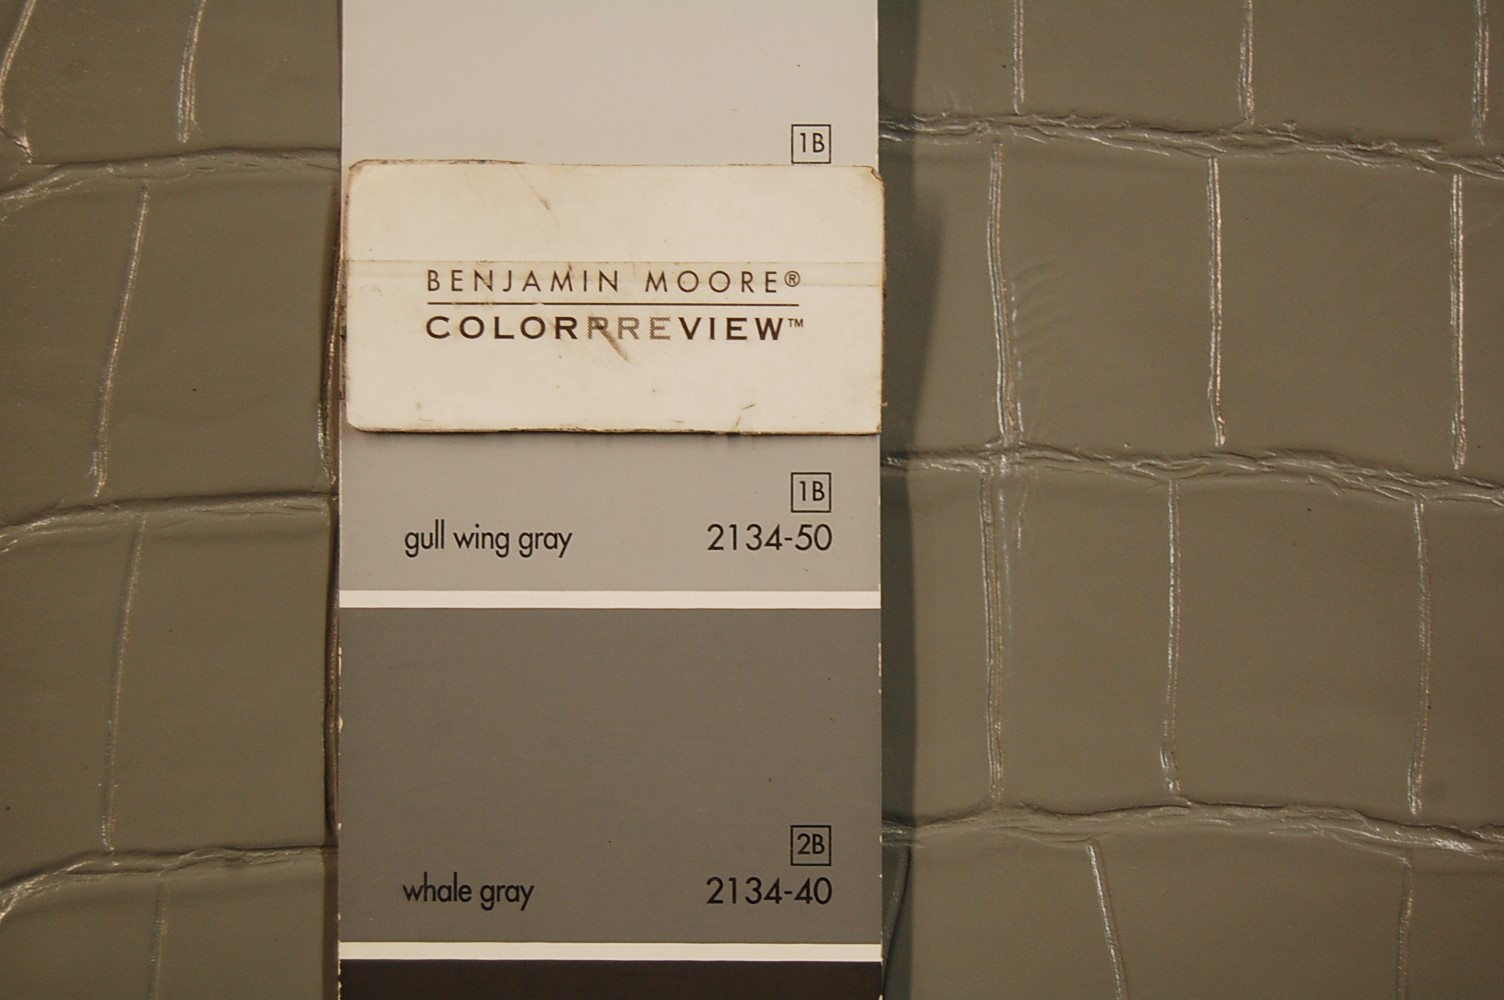 1B
BENJAMIN MOORE®
COLORPREVIEW™
1B
gull wing gray 2134-50
2B
whale gray 2134-40